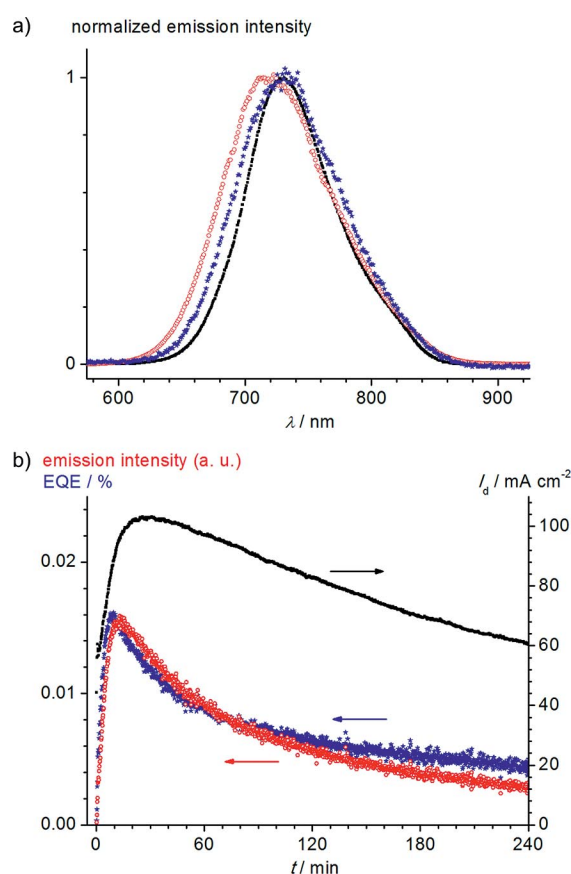 a) normalized emission intensity
1
0
600 700 800 900
λ / nm
b) emission intensity (a. u.)
EQE / % I_d / mA cm⁻²
0.02 100
80
60
0.01 40
20
0.00 0
0 60 120 180 240
t / min